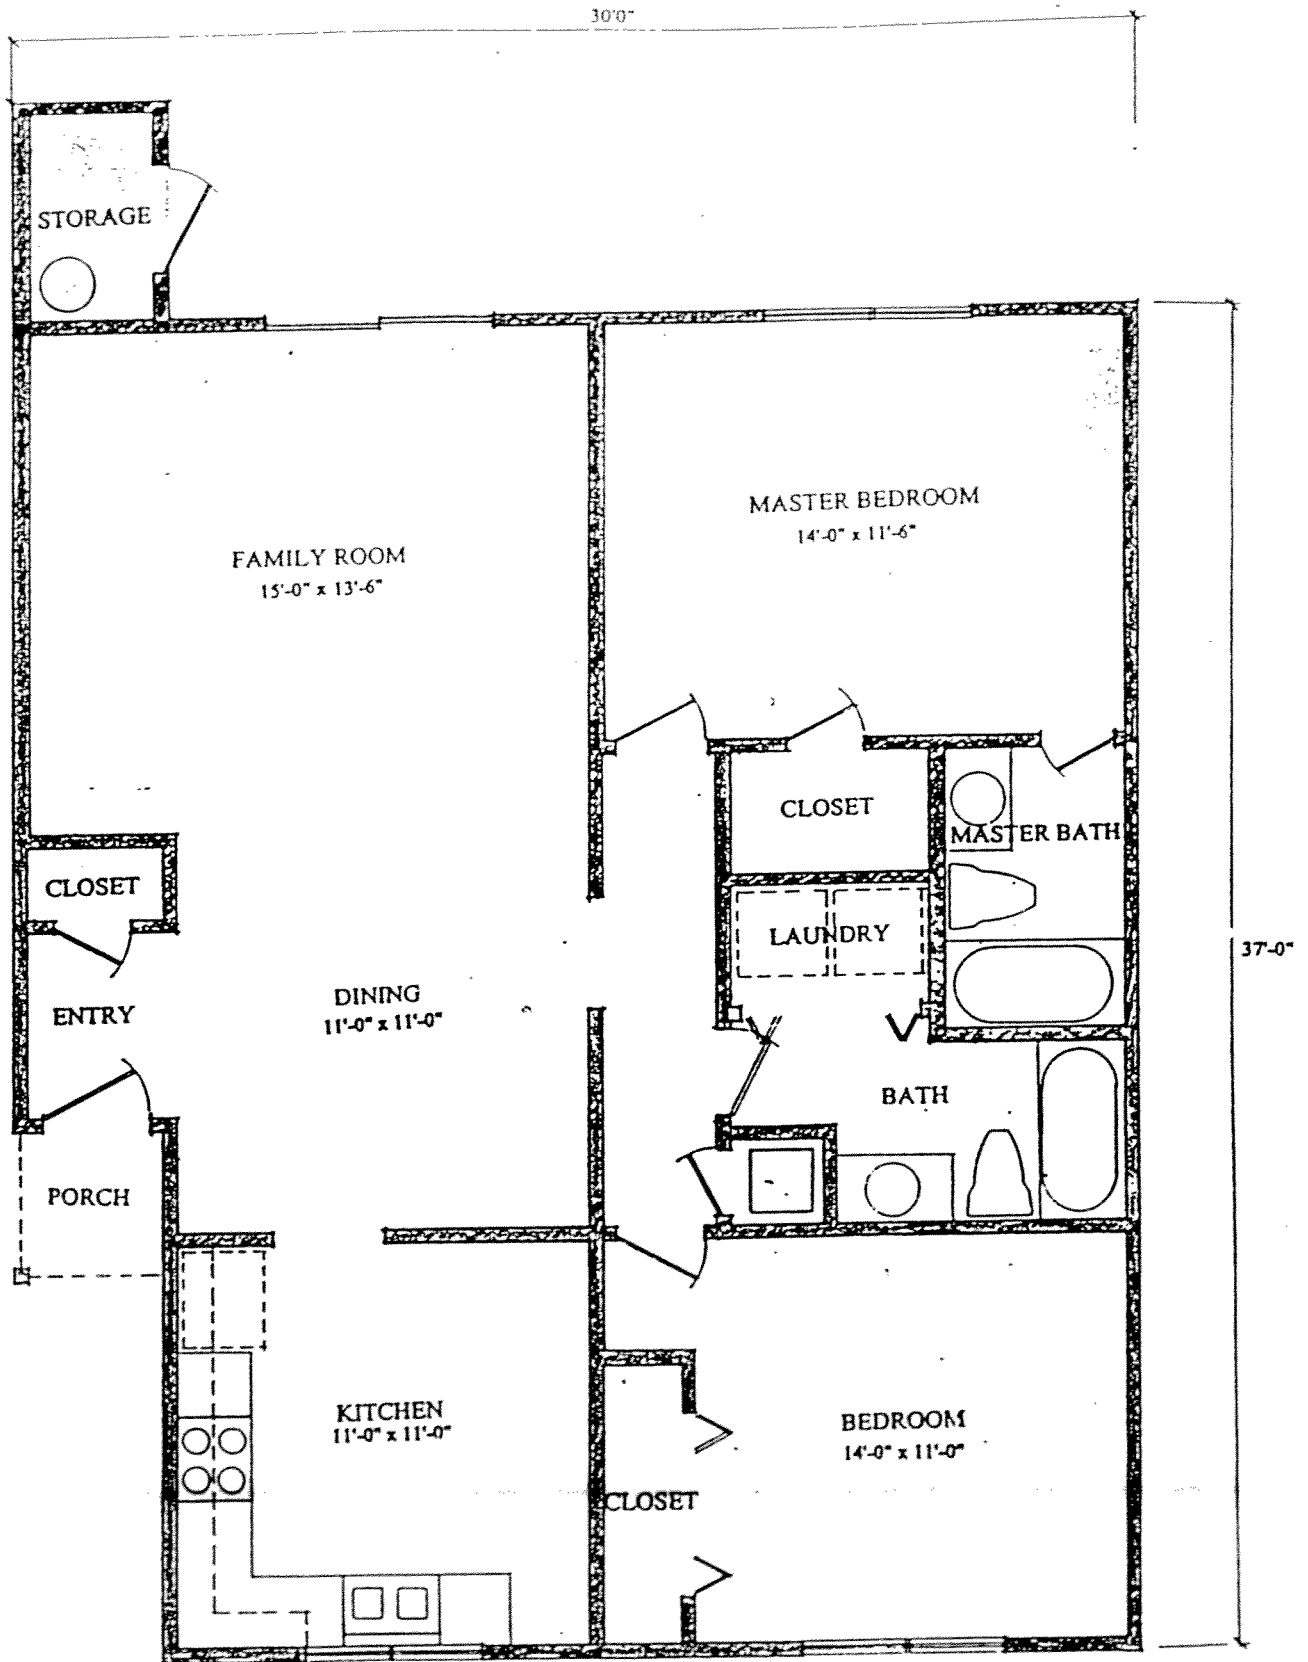 30'0"
STORAGE
MASTER BEDROOM
14'-0" x 11'-6"
FAMILY ROOM
15'-0" x 13'-6"
CLOSET
MASTER BATH
CLOSET
LAUNDRY
37'-0"
DINING
11'-0" x 11'-0"
ENTRY
BATH
PORCH
KITCHEN
11'-0" x 11'-0"
BEDROOM
14'-0" x 11'-0"
CLOSET